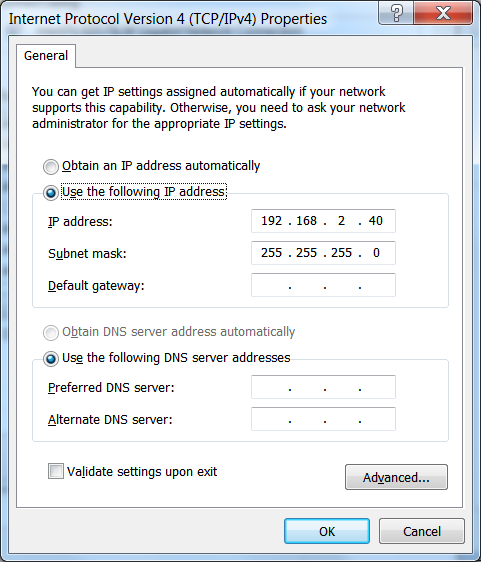 Internet Protocol Version 4 (TCP/IPv4) Properties
General
You can get IP settings assigned automatically if your network
supports this capability. Otherwise, you need to ask your network
administrator for the appropriate IP settings.
Obtain an IP address automatically
Use the following IP address
IP address: 192 . 168 . 2 . 40
Subnet mask: 255 . 255 . 255 . 0
Default gateway: . . .
Obtain DNS server address automatically
Use the following DNS server addresses
Preferred DNS server: . . .
Alternate DNS server: . . .
Validate settings upon exit
Advanced...
OK Cancel